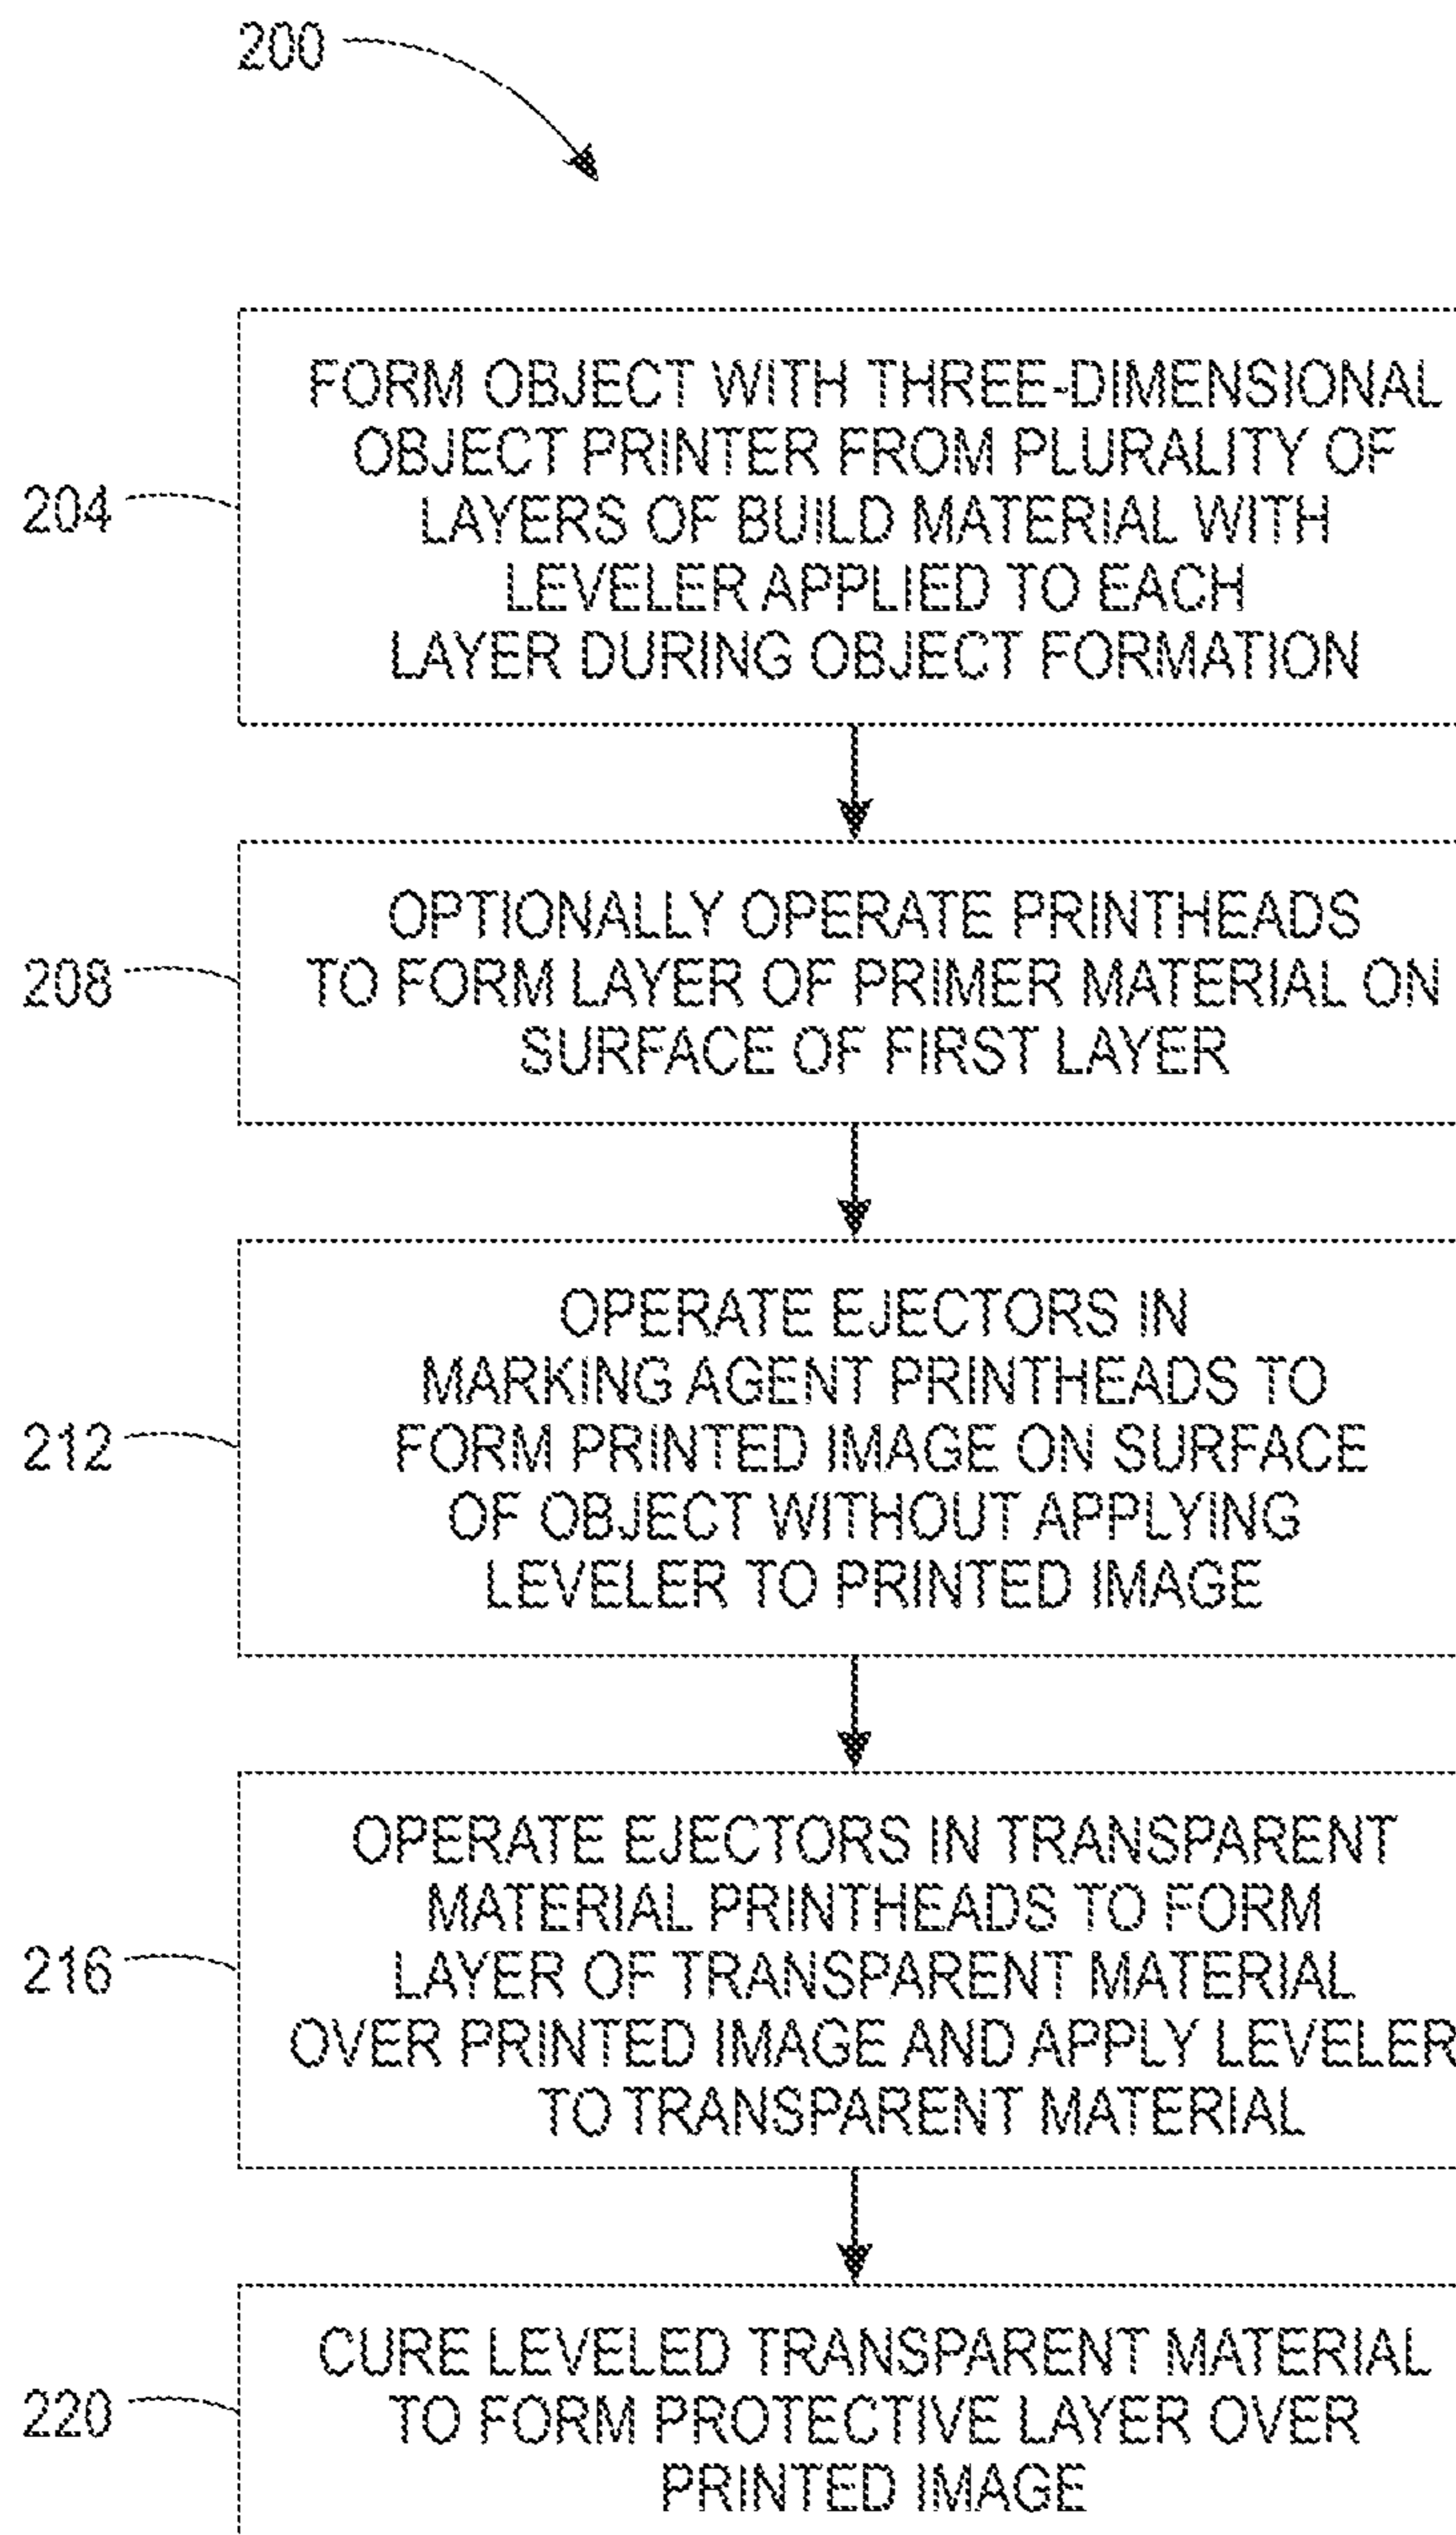 200
FORM OBJECT WITH THREE-DIMENSIONAL
OBJECT PRINTER FROM PLURALITY OF
LAYERS OF BUILD MATERIAL WITH
LEVELER APPLIED TO EACH
LAYER DURING OBJECT FORMATION
204
OPTIONALLY OPERATE PRINTHEADS
TO FORM LAYER OF PRIMER MATERIAL ON
SURFACE OF FIRST LAYER
208
OPERATE EJECTORS IN
MARKING AGENT PRINTHEADS TO
FORM PRINTED IMAGE ON SURFACE
OF OBJECT WITHOUT APPLYING
LEVELER TO PRINTED IMAGE
212
OPERATE EJECTORS IN TRANSPARENT
MATERIAL PRINTHEADS TO FORM
LAYER OF TRANSPARENT MATERIAL
OVER PRINTED IMAGE AND APPLY LEVELER
TO TRANSPARENT MATERIAL
216
CURE LEVELED TRANSPARENT MATERIAL
TO FORM PROTECTIVE LAYER OVER
PRINTED IMAGE
220